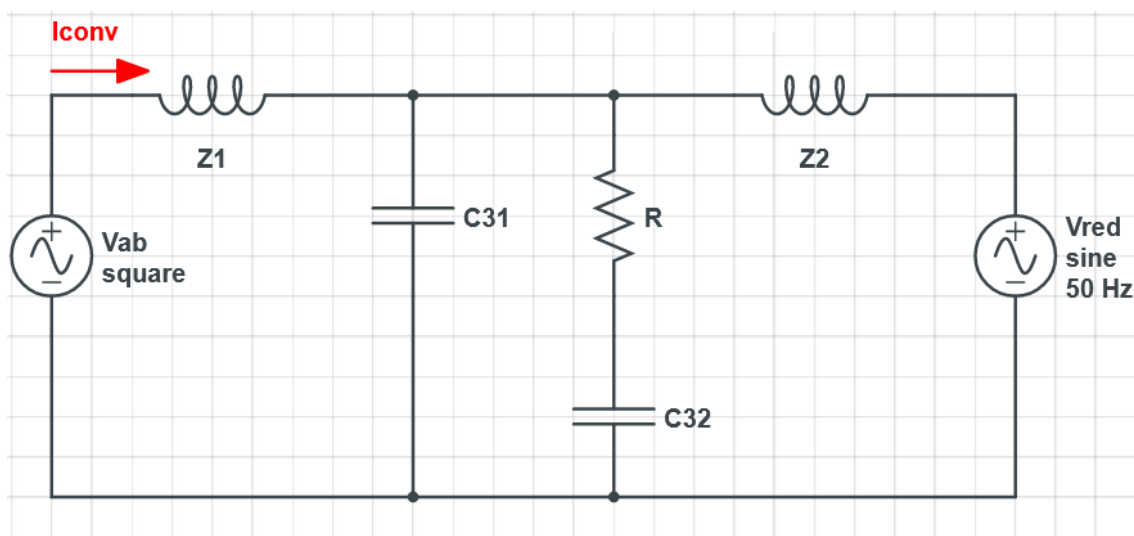 Iconv
Z1
Z2
C31
R
Vab
square
Vred
sine
50 Hz
C32